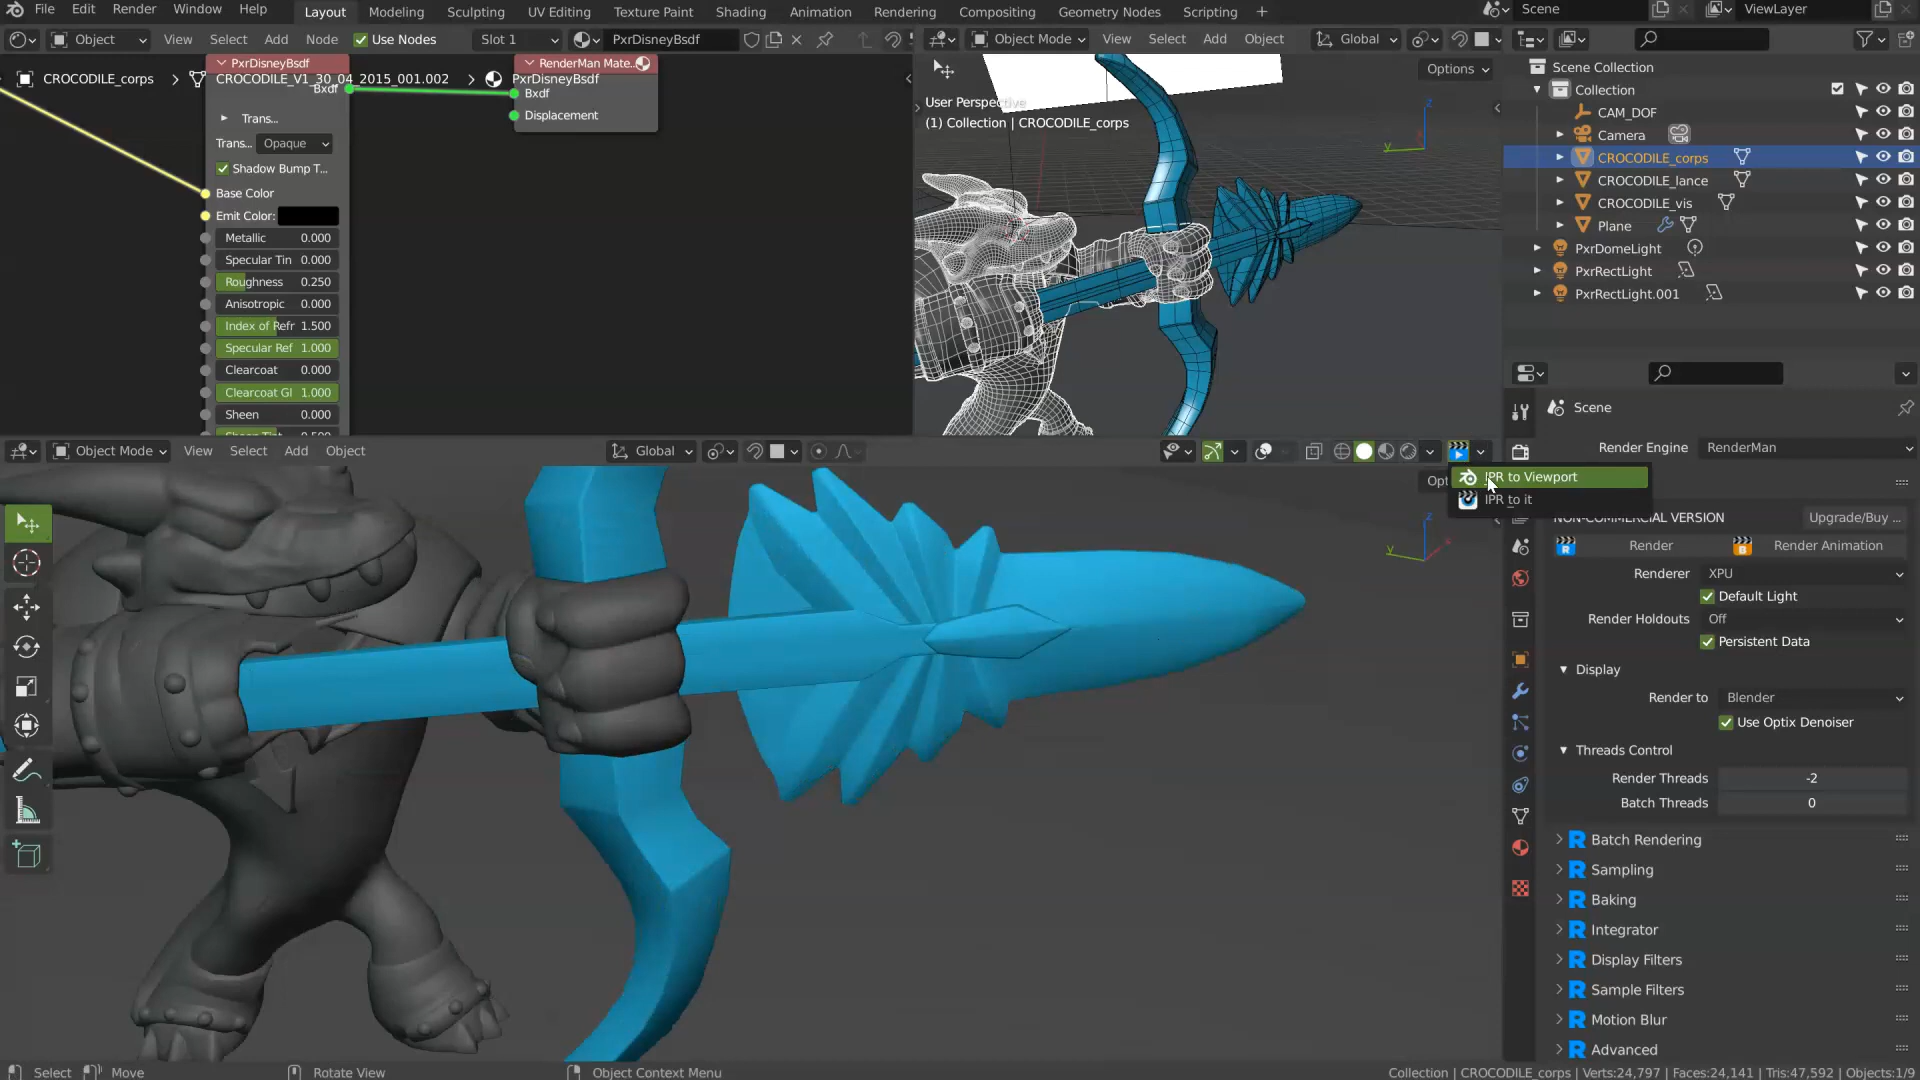 File Edit Render Window Help Layout Modeling Sculpting UV Editing Texture Paint Shading Animation Rendering Compositing Geometry Nodes Scripting + Scene ViewLayer
Object View Select Add Node Use Nodes Slot 1 PxrDisneyBsdf
Object Mode View Select Add Object Global
CROCODILE_corps > CROCODILE_V1_30_04_2015_001.002 > PxrDisneyBsdf
PxrDisneyBsdf
Bxdf
Trans...
Trans... Opaque
Shadow Bump T...
Base Color
Emit Color:
Metallic 0.000
Specular Tin 0.000
Roughness 0.250
Anisotropic 0.000
Index of Refr 1.500
Specular Ref 1.000
Clearcoat 0.000
Clearcoat Gl 1.000
Sheen 0.000
RenderMan Mate...
Bxdf
Displacement
Options
User Perspective
(1) Collection | CROCODILE_corps
z
y
Scene Collection
Collection
CAM_DOF
Camera
CROCODILE_corps
CROCODILE_lance
CROCODILE_vis
Plane
PxrDomeLight
PxrRectLight
PxrRectLight.001
Object Mode View Select Add Object Global
IPR to Viewport
IPR to it
Opt
z
y
x
Scene
Render Engine RenderMan
NON-COMMERCIAL VERSION Upgrade/Buy ...
Render Render Animation
Renderer XPU
Default Light
Render Holdouts Off
Persistent Data
Display
Render to Blender
Use Optix Denoiser
Threads Control
Render Threads -2
Batch Threads 0
Batch Rendering
Sampling
Baking
Integrator
Display Filters
Sample Filters
Motion Blur
Advanced
Select Move Rotate View Object Context Menu Collection | CROCODILE_corps | Verts:24,797 | Faces:24,141 | Tris:47,592 | Objects:1/9